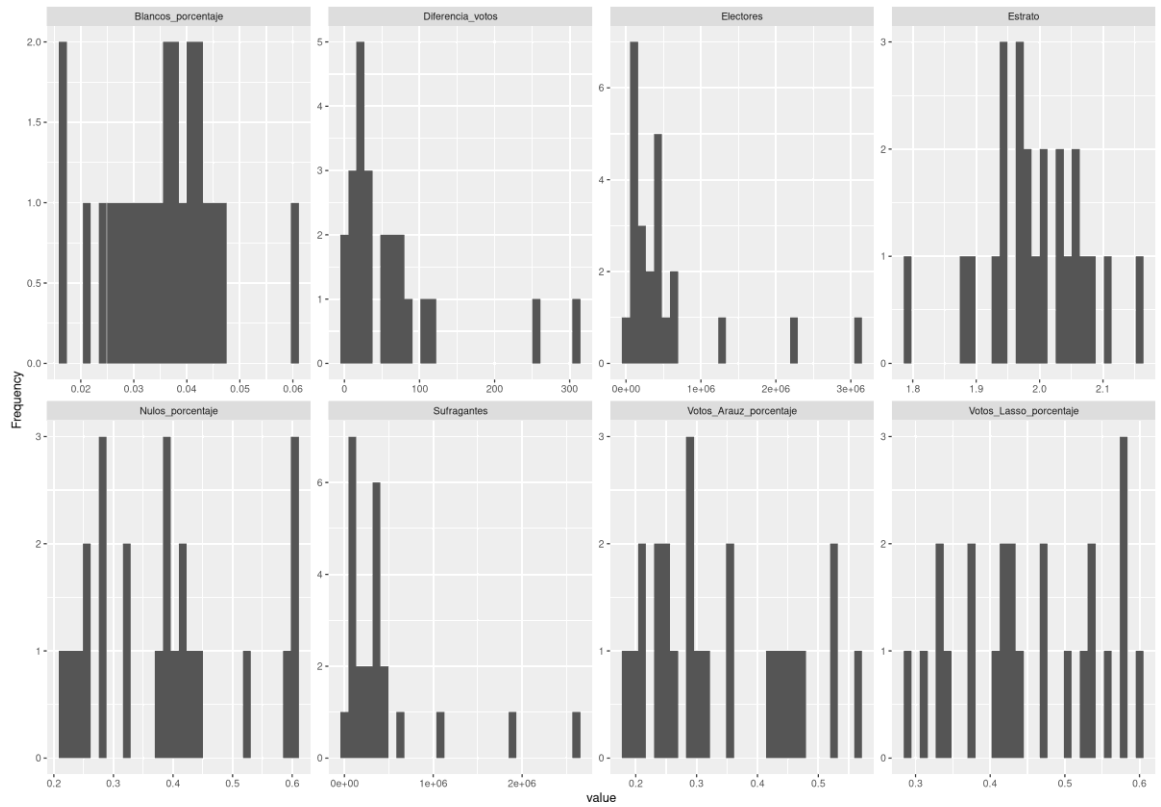 Blancos_porcentaje
Diferencia_votos
Electores
Estrato
2.0
1.5
1.0
0.5
0.0
0.02 0.03 0.04 0.05 0.06
5
4
3
2
1
0
0 100 200 300
6
4
2
0
0e+00 1e+06 2e+06 3e+06
3
2
1
0
1.8 1.9 2.0 2.1
Frequency
Nulos_porcentaje
Sufragantes
Votos_Arauz_porcentaje
Votos_Lasso_porcentaje
3
2
1
0
0.2 0.3 0.4 0.5 0.6
6
4
2
0
0e+00 1e+06 2e+06
3
2
1
0
0.2 0.3 0.4 0.5
3
2
1
0
0.3 0.4 0.5 0.6
value